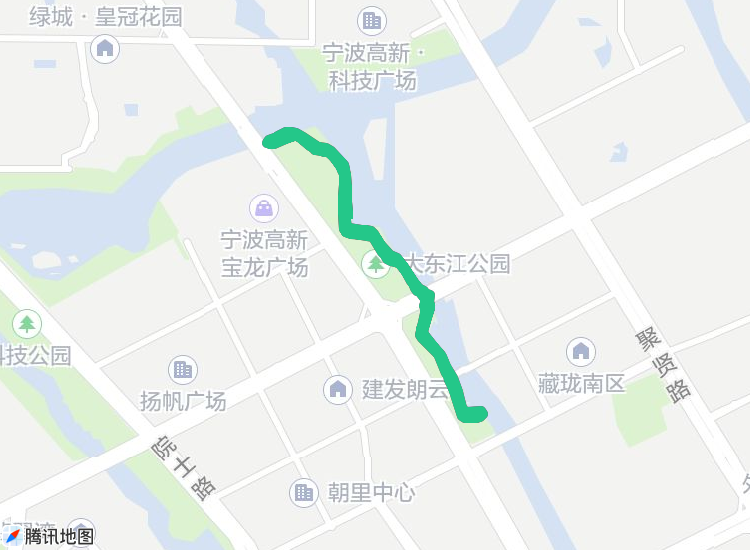 绿城·皇冠花园
宁波高新·
科技广场
宁波高新
宝龙广场
大东江公园
科技公园
扬帆广场
建发朗云
藏珑南区
聚贤路
院士路
朝里中心
腾讯地图